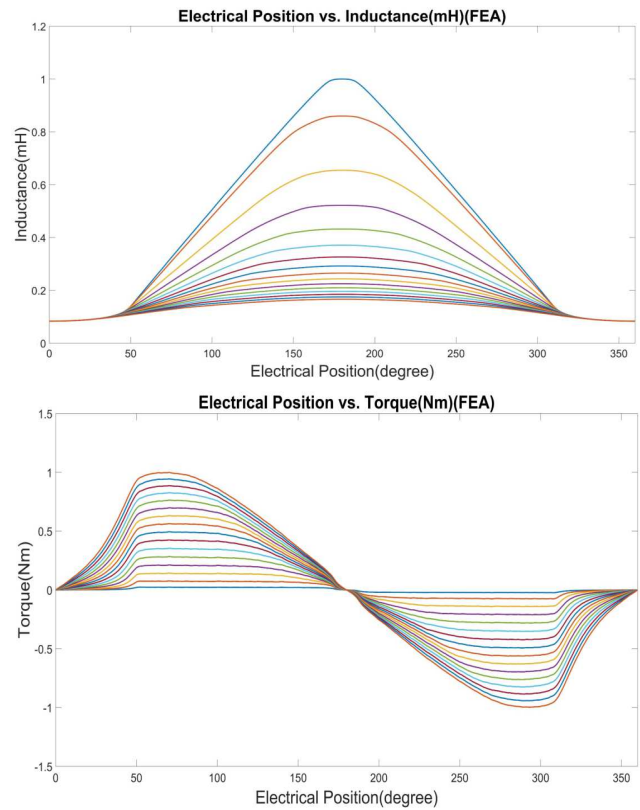 Electrical Position vs. Inductance(mH)(FEA)
1.2
1
0.8
0.6
0.4
0.2
0
Inductance(mH)
0 50 100 150 200 250 300 350
Electrical Position(degree)
Electrical Position vs. Torque(Nm)(FEA)
1.5
1
0.5
0
-0.5
-1
-1.5
Torque(Nm)
0 50 100 150 200 250 300 350
Electrical Position(degree)